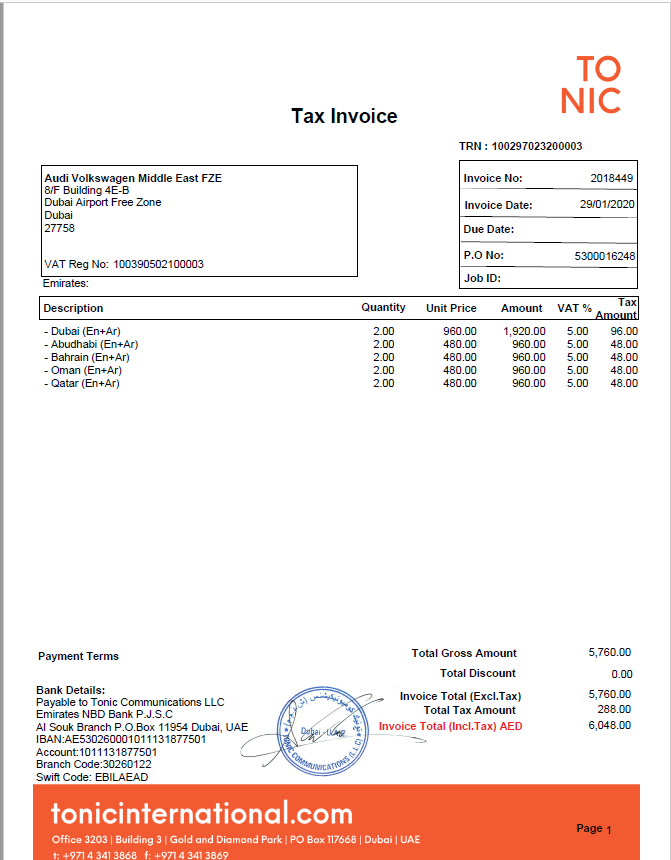 TO
NIC
Tax Invoice
TRN : 100297023200003
Audi Volkswagen Middle East FZE
8/F Building 4E-B
Dubai Airport Free Zone
Dubai
27758
VAT Reg No: 100390502100003
Emirates:
Invoice No: 2018449
Invoice Date: 29/01/2020
Due Date:
P.O No: 5300016248
Job ID:
Description Quantity Unit Price Amount VAT % Tax Amount
- Dubai (En+Ar) 2.00 960.00 1,920.00 5.00 96.00
- Abudhabi (En+Ar) 2.00 480.00 960.00 5.00 48.00
- Bahrain (En+Ar) 2.00 480.00 960.00 5.00 48.00
- Oman (En+Ar) 2.00 480.00 960.00 5.00 48.00
- Qatar (En+Ar) 2.00 480.00 960.00 5.00 48.00
Payment Terms
Total Gross Amount 5,760.00
Total Discount 0.00
Invoice Total (Excl.Tax) 5,760.00
Total Tax Amount 288.00
Invoice Total (Incl.Tax) AED 6,048.00
Bank Details:
Payable to Tonic Communications LLC
Emirates NBD Bank P.J.S.C
Al Souk Branch P.O.Box 11954 Dubai, UAE
IBAN:AE530260001011131877501
Account:1011131877501
Branch Code:30260122
Swift Code: EBILAEAD
Dubai - U.A.E
TONIC COMMUNICATIONS (L.L.C)
tonicinternational.com
Office 3203 | Building 3 | Gold and Diamond Park | PO Box 117668 | Dubai | UAE
t: +971 4 341 3868 f: +971 4 341 3869
Page 1